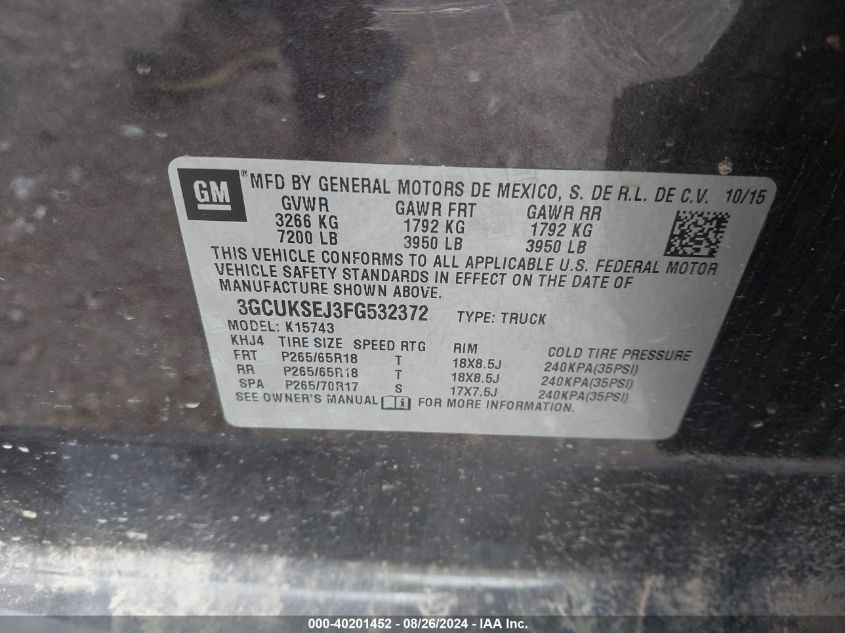 GM ® MFD BY GENERAL MOTORS DE MEXICO, S. DE R.L. DE C.V. 10/15
GVWR GAWR FRT GAWR RR
3266 KG 1792 KG 1792 KG
7200 LB 3950 LB 3950 LB
THIS VEHICLE CONFORMS TO ALL APPLICABLE U.S. FEDERAL MOTOR
VEHICLE SAFETY STANDARDS IN EFFECT ON THE DATE OF
MANUFACTURE SHOWN ABOVE.
3GCUKSEJ3FG532372 TYPE: TRUCK
MODEL: K15743
KHJ4 TIRE SIZE SPEED RTG RIM COLD TIRE PRESSURE
FRT P265/65R18 T 18X8.5J 240KPA(35PSI)
RR P265/65R18 T 18X8.5J 240KPA(35PSI)
SPA P265/70R17 S 17X7.5J 240KPA(35PSI)
SEE OWNER'S MANUAL FOR MORE INFORMATION.
000-40201452 - 08/26/2024 - IAA Inc.